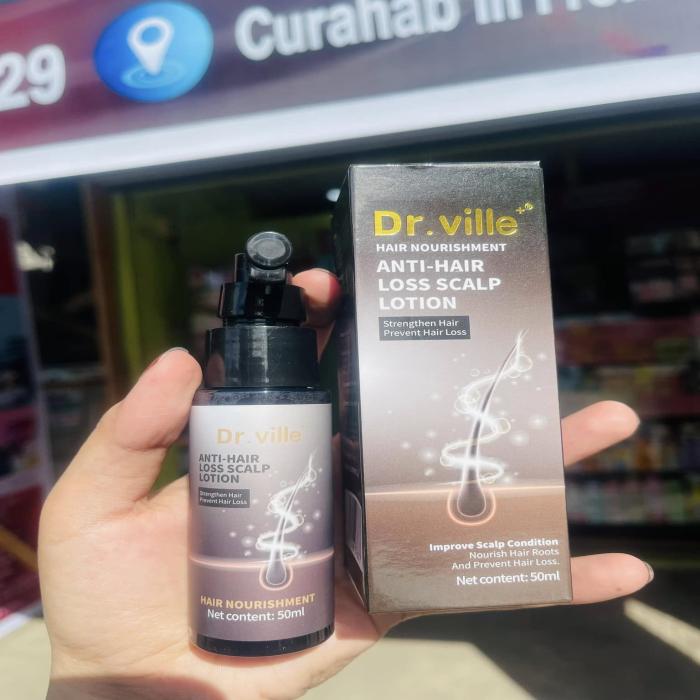 29
Curahab in
Dr. ville
HAIR NOURISHMENT
ANTI-HAIR
LOSS SCALP
LOTION
Strengthen Hair
Prevent Hair Loss
Improve Scalp Condition
Nourish Hair Roots
And Prevent Hair Loss.
Net content: 50ml
Dr. ville
ANTI-HAIR
LOSS SCALP
LOTION
Strengthen Hair
Prevent Hair Loss
HAIR NOURISHMENT
Net content: 50ml